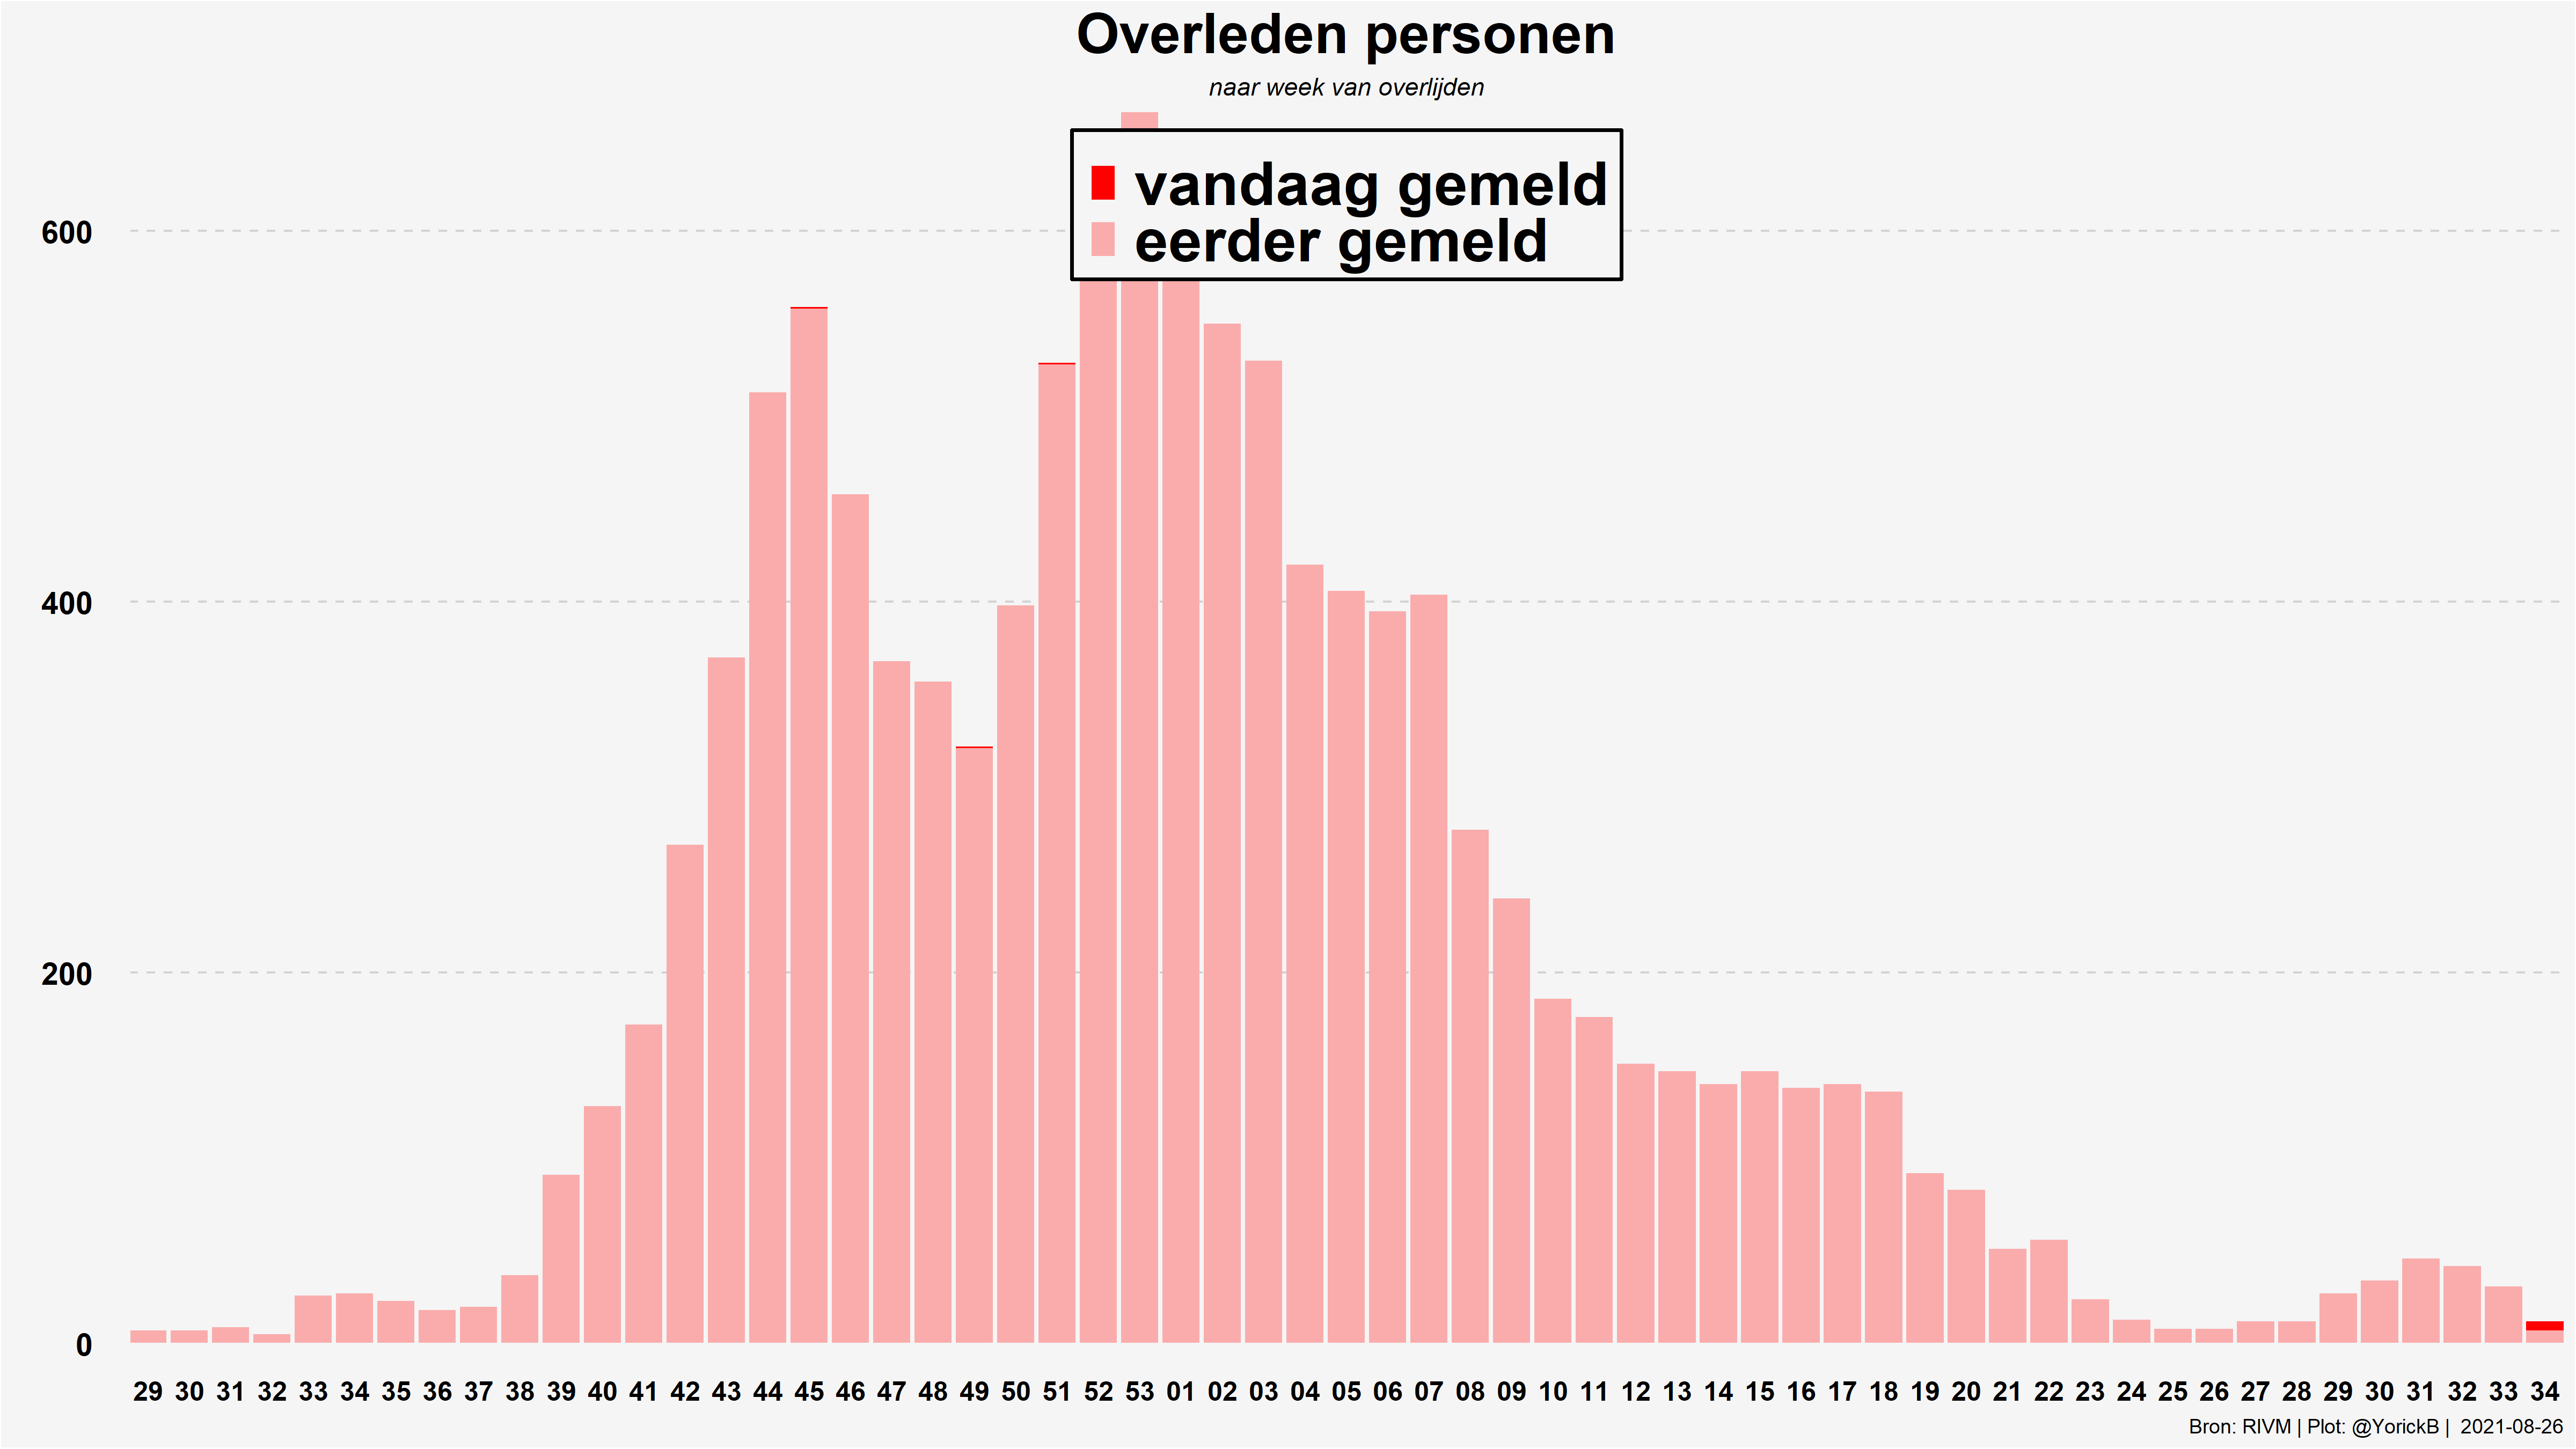 Overleden personen
naar week van overlijden
vandaag gemeld
eerder gemeld
600
400
200
0
29 30 31 32 33 34 35 36 37 38 39 40 41 42 43 44 45 46 47 48 49 50 51 52 53 01 02 03 04 05 06 07 08 09 10 11 12 13 14 15 16 17 18 19 20 21 22 23 24 25 26 27 28 29 30 31 32 33 34
Bron: RIVM | Plot: @YorickB | 2021-08-26